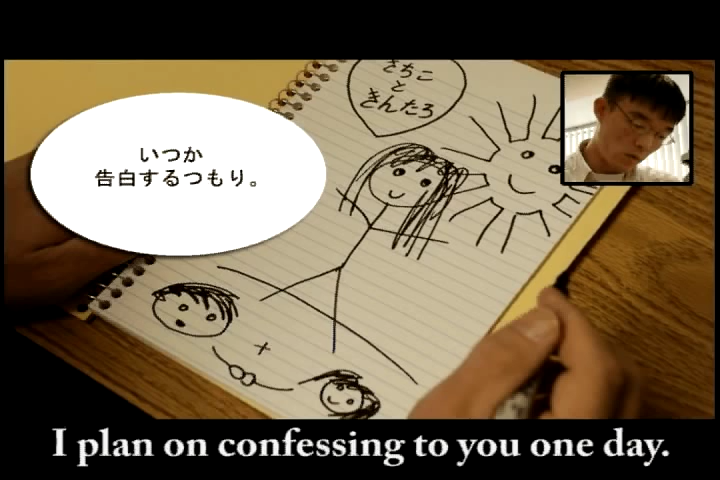 さちこ
と
きんたろ
いつか
告白するつもり。
I plan on confessing to you one day.